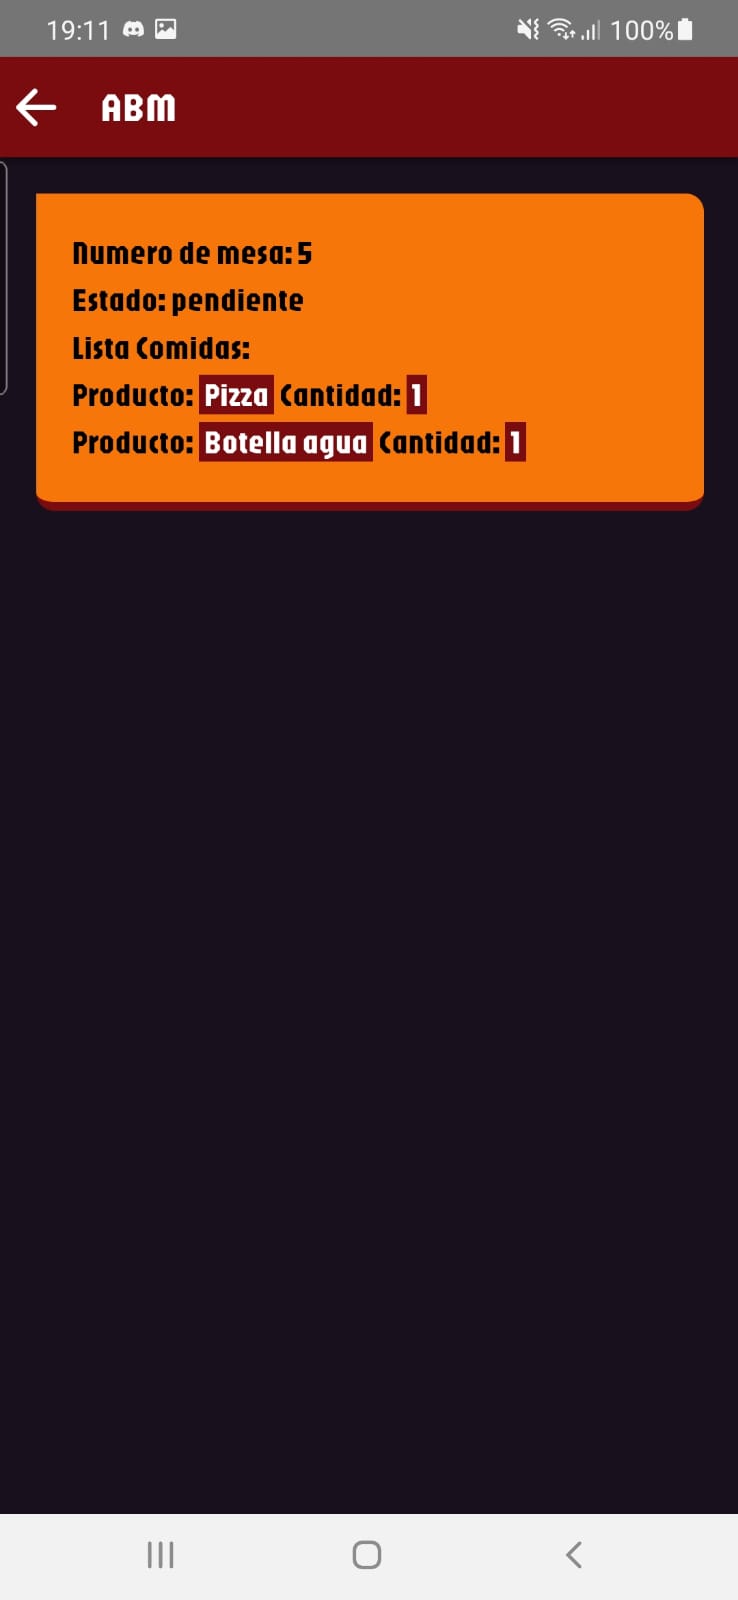 19:11 100%
ABM
Numero de mesa: 5
Estado: pendiente
Lista Comidas:
Producto: Pizza Cantidad: 1
Producto: Botella agua Cantidad: 1